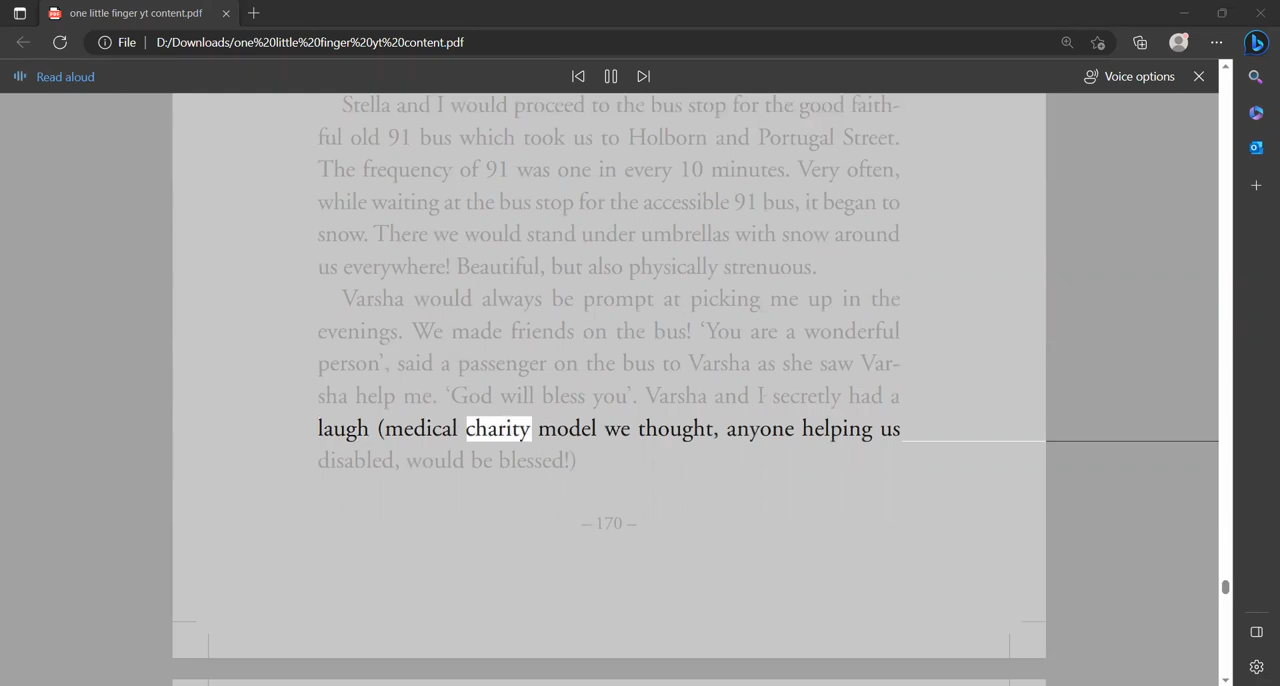 one little finger yt content.pdf
File
D:/Downloads/one%20little%20finger%20yt%20content.pdf
Read aloud
Voice options
Stella and I would proceed to the bus stop for the good faith-
ful old 91 bus which took us to Holborn and Portugal Street.
The frequency of 91 was one in every 10 minutes. Very often,
while waiting at the bus stop for the accessible 91 bus, it began to
snow. There we would stand under umbrellas with snow around
us everywhere! Beautiful, but also physically strenuous.
Varsha would always be prompt at picking me up in the
evenings. We made friends on the bus! ‘You are a wonderful
person’, said a passenger on the bus to Varsha as she saw Var-
sha help me. ‘God will bless you’. Varsha and I secretly had a
laugh (medical charity model we thought, anyone helping us
disabled, would be blessed!)
– 170 –